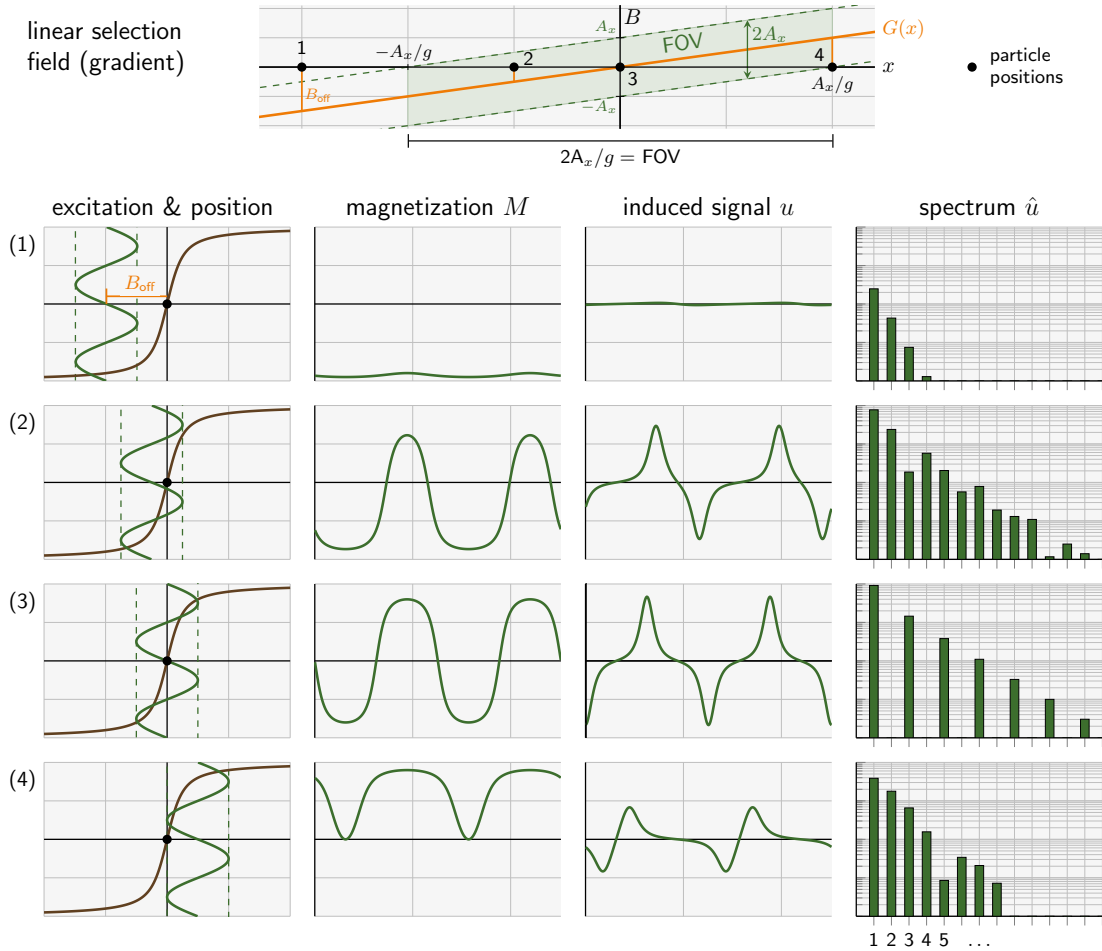 linear selection
field (gradient)
B
A_x
−A_x/g
FOV
2A_x
G(x)
1
2
3
4
x
B_off
−A_x
A_x/g
particle
positions
2A_x/g = FOV
excitation & position
magnetization M
induced signal u
spectrum û
(1)
B_off
(2)
(3)
(4)
1 2 3 4 5 ...